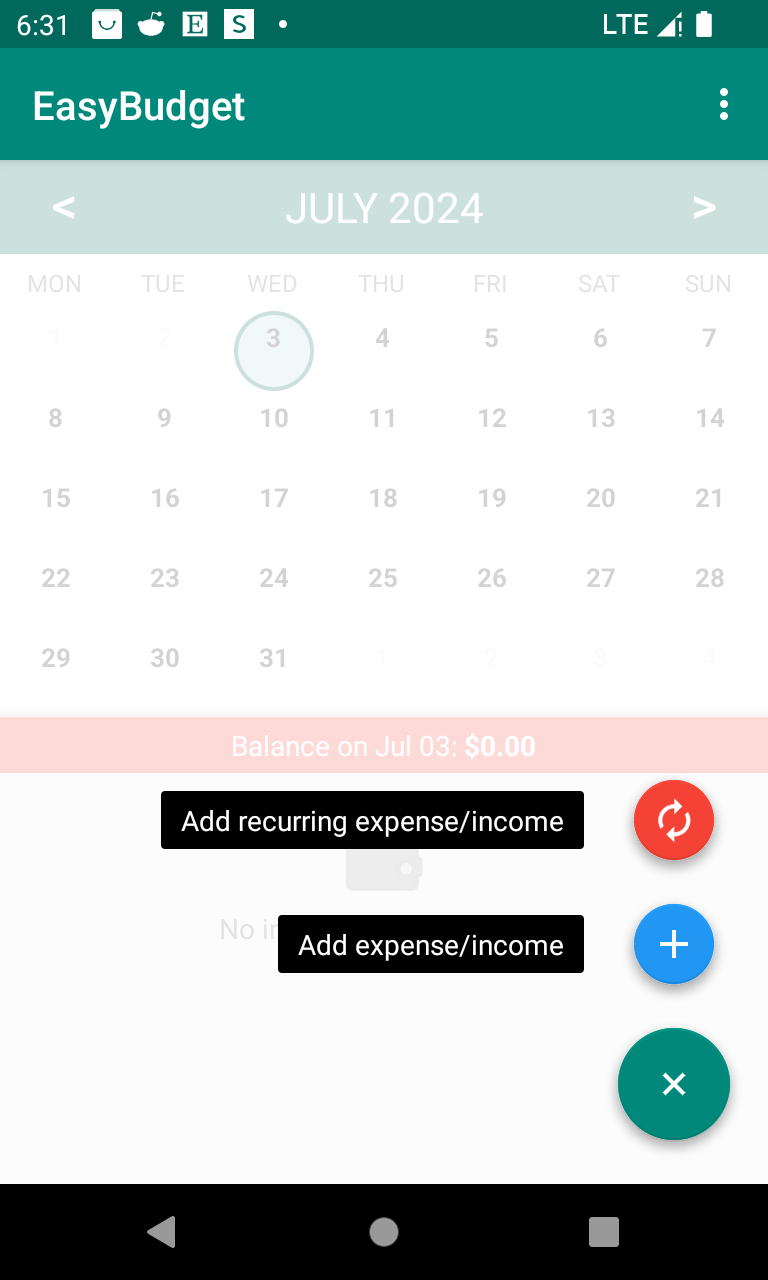 6:31 LTE
EasyBudget
< JULY 2024 >
MON TUE WED THU FRI SAT SUN
1 2 3 4 5 6 7
8 9 10 11 12 13 14
15 16 17 18 19 20 21
22 23 24 25 26 27 28
29 30 31 1 2 3 4
Balance on Jul 03: $0.00
Add recurring expense/income
No
Add expense/income